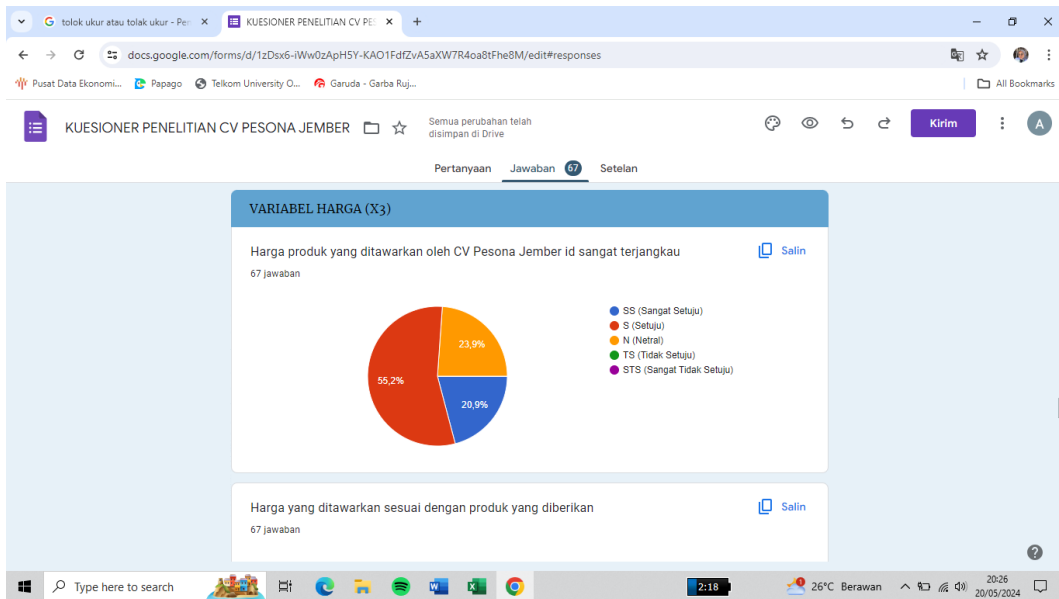 tolok ukur atau tolak ukur - Pen
KUESIONER PENELITIAN CV PES
docs.google.com/forms/d/1zDsx6-iWw0zApH5Y-KAO1FdfZvA5aXW7R4oa8tFhe8M/edit#responses
Pusat Data Ekonomi... Papago Telkom University O... Garuda - Garba Ruj... All Bookmarks
KUESIONER PENELITIAN CV PESONA JEMBER
Semua perubahan telah
disimpan di Drive
Kirim
A
Pertanyaan Jawaban 67 Setelan
VARIABEL HARGA (X3)
Harga produk yang ditawarkan oleh CV Pesona Jember id sangat terjangkau
Salin
67 jawaban
23,9%
55,2%
20,9%
SS (Sangat Setuju)
S (Setuju)
N (Netral)
TS (Tidak Setuju)
STS (Sangat Tidak Setuju)
Harga yang ditawarkan sesuai dengan produk yang diberikan
Salin
67 jawaban
Type here to search
2:18
26°C Berawan
20:26
20/05/2024